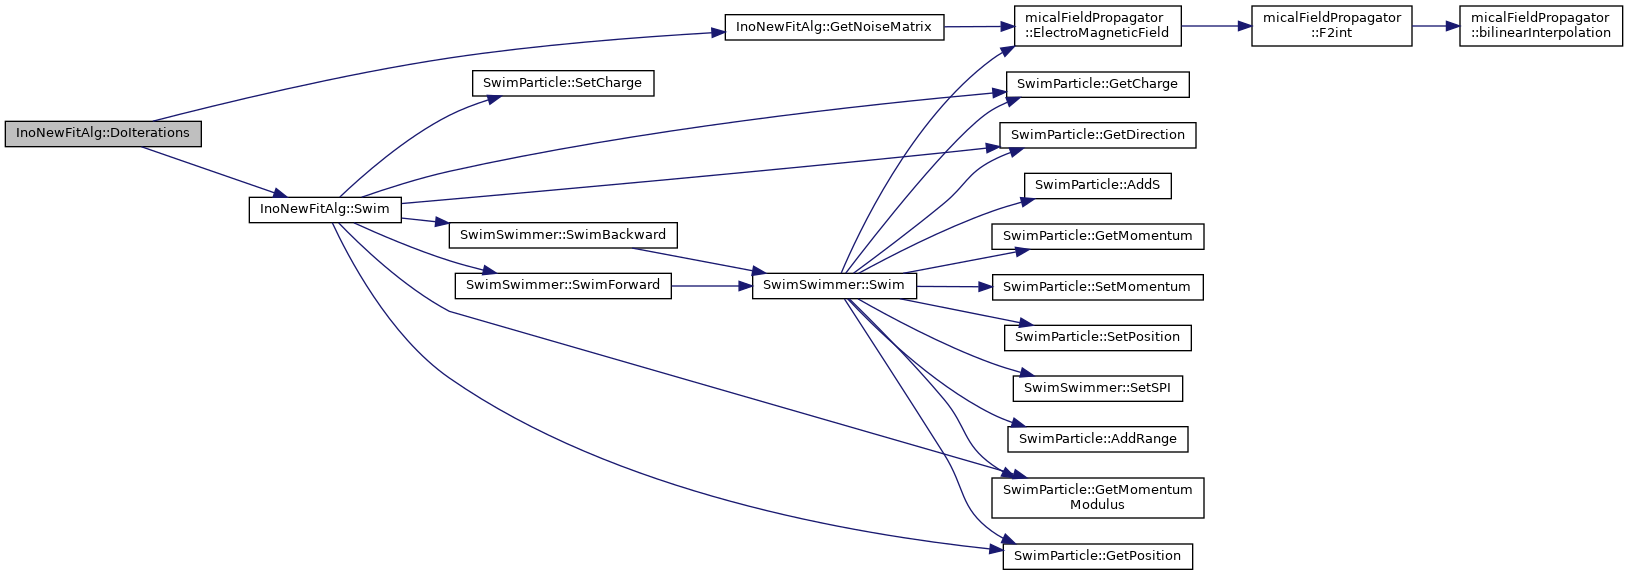 InoNewFitAlg::DoIterations
InoNewFitAlg::GetNoiseMatrix
micalFieldPropagator
::ElectroMagneticField
micalFieldPropagator
::F2int
micalFieldPropagator
::bilinearInterpolation
SwimParticle::SetCharge
InoNewFitAlg::Swim
SwimParticle::GetCharge
SwimParticle::GetDirection
SwimSwimmer::SwimBackward
SwimSwimmer::SwimForward
SwimSwimmer::Swim
SwimParticle::AddS
SwimParticle::GetMomentum
SwimParticle::SetMomentum
SwimParticle::SetPosition
SwimSwimmer::SetSPI
SwimParticle::AddRange
SwimParticle::GetMomentum
Modulus
SwimParticle::GetPosition